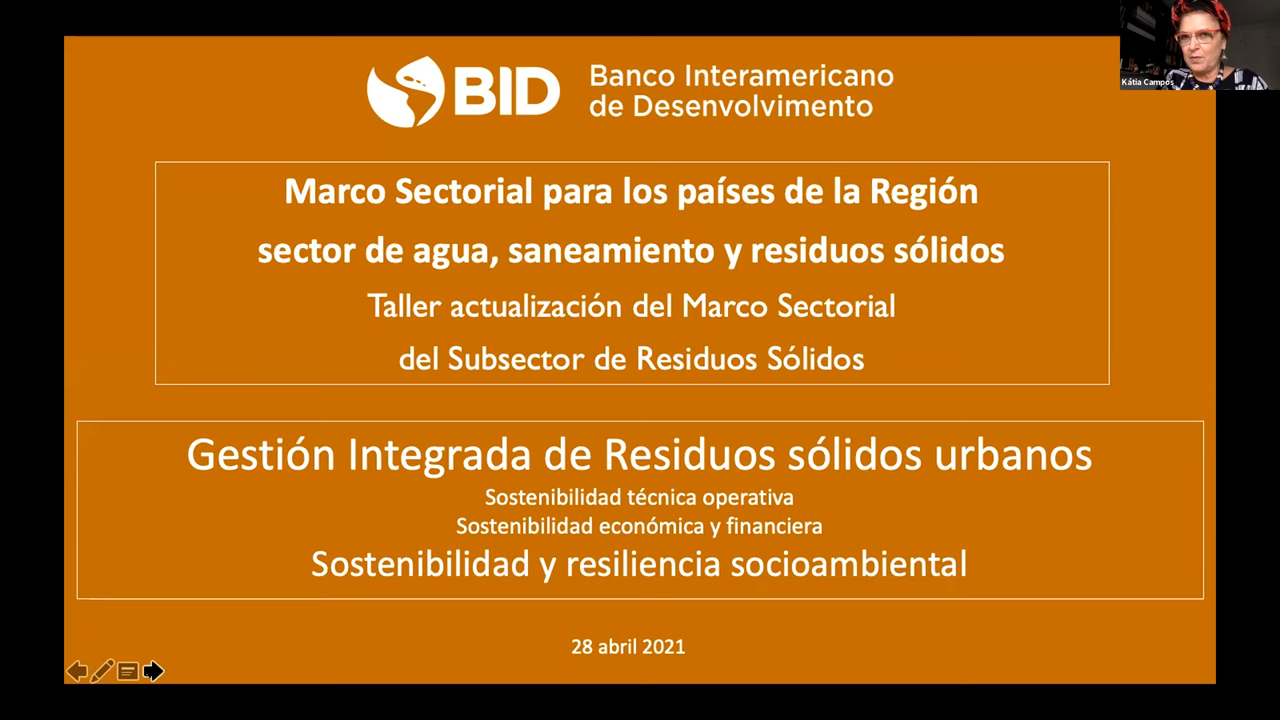 BID
Banco Interamericano
de Desenvolvimento
Kátia Campos
Marco Sectorial para los países de la Región
sector de agua, saneamiento y residuos sólidos
Taller actualización del Marco Sectorial
del Subsector de Residuos Sólidos
Gestión Integrada de Residuos sólidos urbanos
Sostenibilidad técnica operativa
Sostenibilidad económica y financiera
Sostenibilidad y resiliencia socioambiental
28 abril 2021